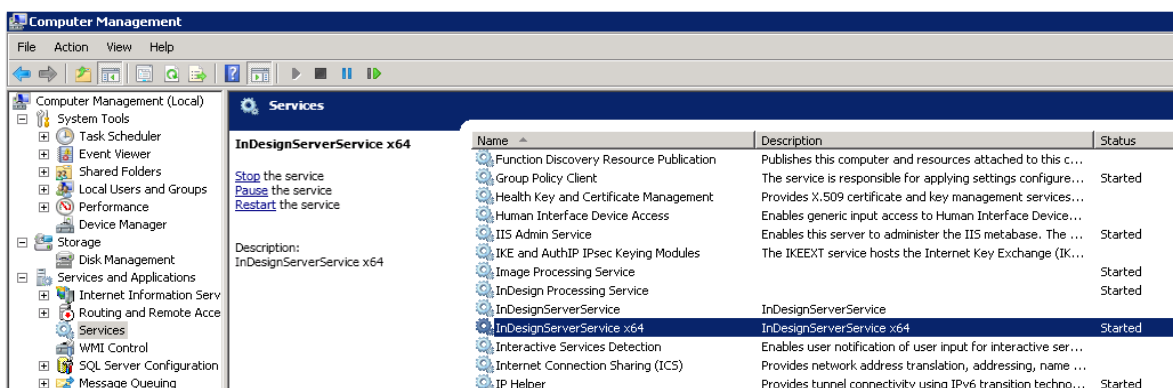 Computer Management
File Action View Help
Computer Management (Local)
System Tools
Task Scheduler
Event Viewer
Shared Folders
Local Users and Groups
Performance
Device Manager
Storage
Disk Management
Services and Applications
Internet Information Serv
Routing and Remote Acce
Services
WMI Control
SQL Server Configuration
Message Queuing
Services
InDesignServerService x64
Stop the service
Pause the service
Restart the service
Description:
InDesignServerService x64
Name Description Status
Function Discovery Resource Publication Publishes this computer and resources attached to this c...
Group Policy Client The service is responsible for applying settings configure... Started
Health Key and Certificate Management Provides X.509 certificate and key management services...
Human Interface Device Access Enables generic input access to Human Interface Device...
IIS Admin Service Enables this server to administer the IIS metabase. The ... Started
IKE and AuthIP IPsec Keying Modules The IKEEXT service hosts the Internet Key Exchange (IK...
Image Processing Service Started
InDesign Processing Service Started
InDesignServerService InDesignServerService
InDesignServerService x64 InDesignServerService x64 Started
Interactive Services Detection Enables user notification of user input for interactive ser...
Internet Connection Sharing (ICS) Provides network address translation, addressing, name ...
IP Helper Provides tunnel connectivity using IPv6 transition techno... Started